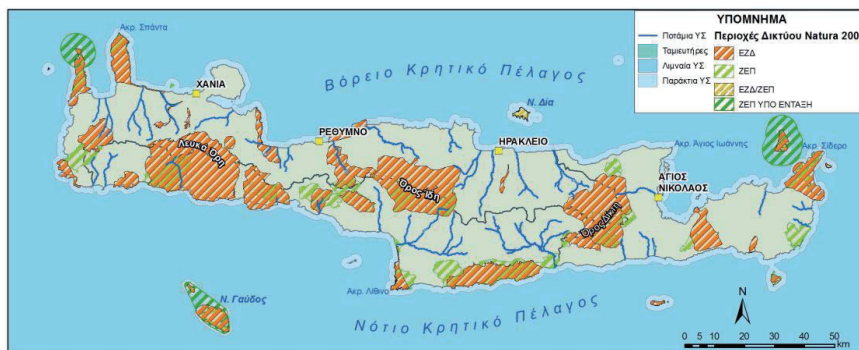 ΥΠΟΜΝΗΜΑ
Ποτάμια ΥΣ
Ταμιευτήρες
Λιμναία ΥΣ
Παράκτια ΥΣ
Περιοχές Δικτύου Natura 200
ΕΖΔ
ΖΕΠ
ΕΖΔ/ΖΕΠ
ΖΕΠ ΥΠΟ ΕΝΤΑΞΗ
Ακρ. Σπάντα
ΧΑΝΙΑ
Βόρειο Κρητικό Πέλαγος
Ν. Δία
ΡΕΘΥΜΝΟ
ΗΡΑΚΛΕΙΟ
Ακρ. Άγιος Ιωάννης
Ακρ. Σίδερο
Λευκά Όρη
ΑΓΙΟΣ
ΝΙΚΟΛΑΟΣ
Όρος Ίδη
Όρος Δίκτη
Ακρ. Λίθινο
Ν. Γαύδος
Νότιο Κρητικό Πέλαγος
N
0 5 10 20 30 40 50
km